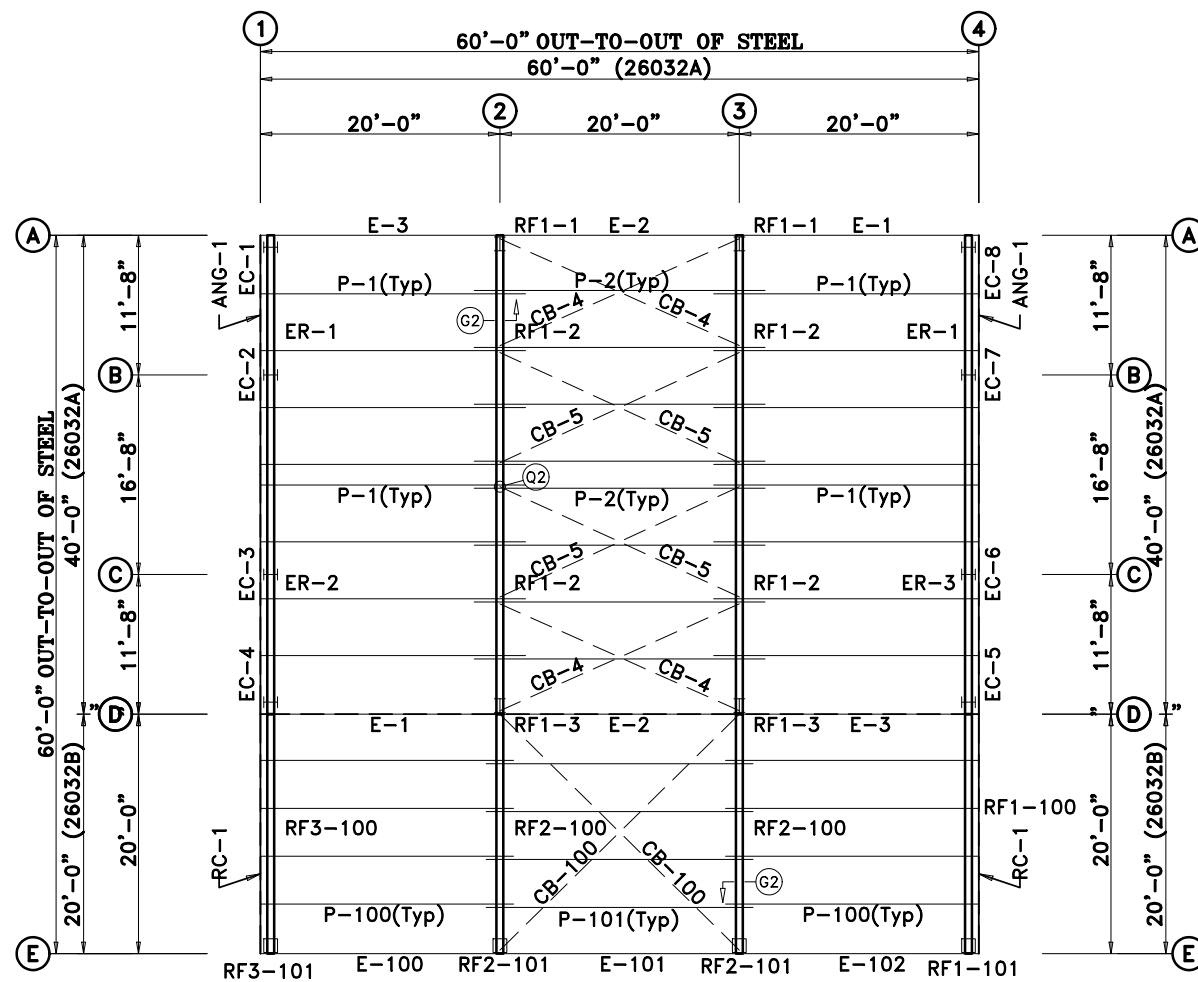 1
4
60'-0" OUT-TO-OUT OF STEEL
60'-0" (26032A)
2
3
20'-0"
20'-0"
20'-0"
A
E-3
RF1-1
E-2
RF1-1
E-1
A
ANG-1
EC-1
P-1(Typ)
P-2(Typ)
P-1(Typ)
EC-8
ANG-1
11'-8"
G2
CB-4
CB-4
11'-8"
ER-1
RF1-2
RF1-2
ER-1
B
EC-2
EC-7
B
CB-5
CB-5
60'-0" OUT-TO-OUT OF STEEL
40'-0" (26032A)
16'-8"
16'-8"
40'-0" (26032A)
Q2
P-1(Typ)
P-2(Typ)
P-1(Typ)
CB-5
CB-5
C
EC-3
ER-2
RF1-2
RF1-2
ER-3
EC-6
C
11'-8"
11'-8"
EC-4
CB-4
CB-4
EC-5
"
D
"
E-1
RF1-3
E-2
RF1-3
E-3
"
D
"
RF1-100
20'-0" (26032B)
20'-0"
RF3-100
RF2-100
RF2-100
20'-0"
20'-0" (26032B)
RC-1
CB-100
CB-100
RC-1
G2
P-100(Typ)
P-101(Typ)
P-100(Typ)
E
E
RF3-101
E-100
RF2-101
E-101
RF2-101
E-102
RF1-101